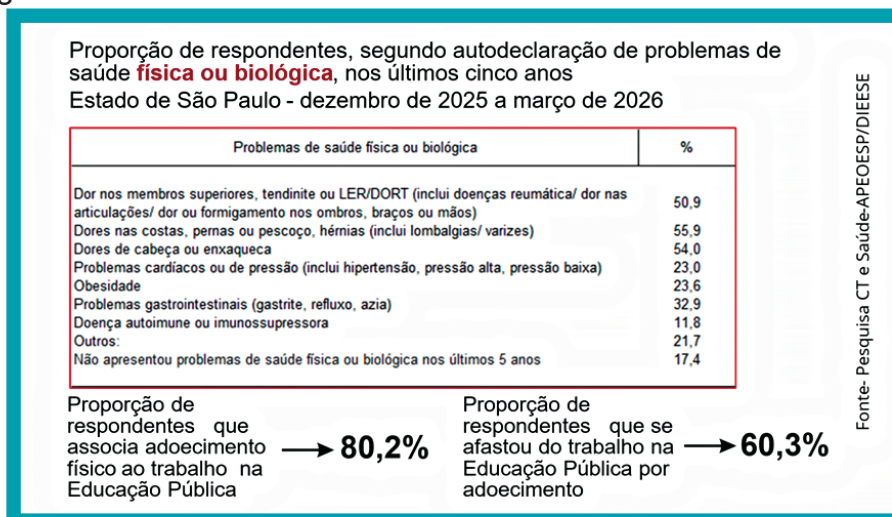 Proporção de respondentes, segundo autodeclaração de problemas de
saúde física ou biológica, nos últimos cinco anos
Estado de São Paulo - dezembro de 2025 a março de 2026
Problemas de saúde física ou biológica %
Dor nos membros superiores, tendinite ou LER/DORT (inclui doenças reumática/ dor nas
articulações/ dor ou formigamento nos ombros, braços ou mãos) 50,9
Dores nas costas, pernas ou pescoço, hérnias (inclui lombalgias/ varizes) 55,9
Dores de cabeça ou enxaqueca 54,0
Problemas cardíacos ou de pressão (inclui hipertensão, pressão alta, pressão baixa) 23,0
Obesidade 23,6
Problemas gastrointestinais (gastrite, refluxo, azia) 32,9
Doença autoimune ou imunossupressora 11,8
Outros: 21,7
Não apresentou problemas de saúde física ou biológica nos últimos 5 anos 17,4
Proporção de
respondentes que
associa adoecimento
físico ao trabalho na
Educação Pública
80,2%
Proporção de
respondentes que se
afastou do trabalho na
Educação Pública por
adoecimento
60,3%
Fonte- Pesquisa CT e Saúde-APEOESP/DIEESE